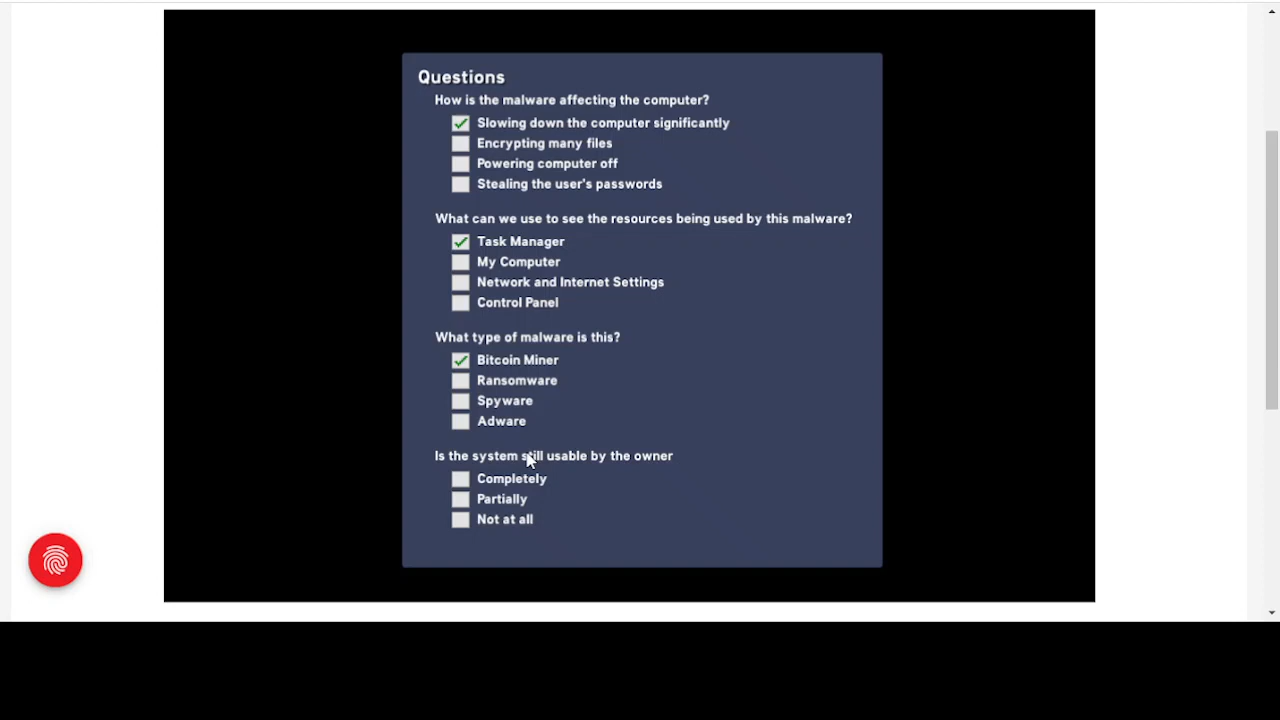 Questions
How is the malware affecting the computer?
Slowing down the computer significantly
Encrypting many files
Powering computer off
Stealing the user's passwords
What can we use to see the resources being used by this malware?
Task Manager
My Computer
Network and Internet Settings
Control Panel
What type of malware is this?
Bitcoin Miner
Ransomware
Spyware
Adware
Is the system still usable by the owner
Completely
Partially
Not at all